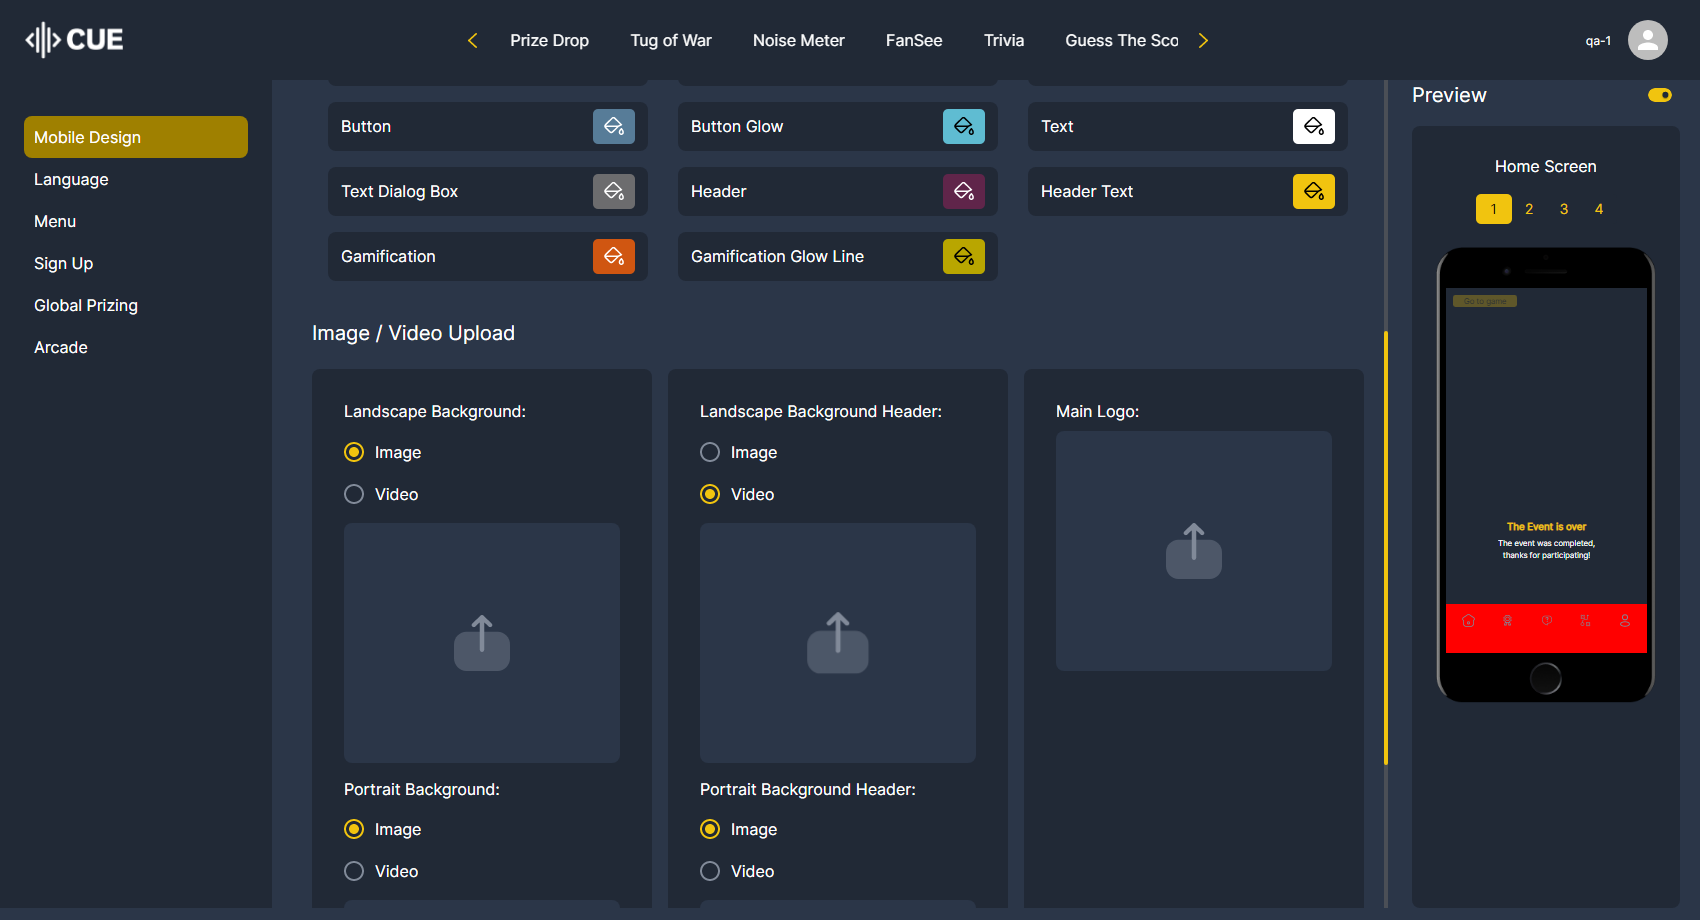 CUE
Prize Drop
Tug of War
Noise Meter
FanSee
Trivia
Guess The Sco
qa-1
Mobile Design
Language
Menu
Sign Up
Global Prizing
Arcade
Button
Button Glow
Text
Text Dialog Box
Header
Header Text
Gamification
Gamification Glow Line
Image / Video Upload
Landscape Background:
Image
Video
Portrait Background:
Image
Video
Landscape Background Header:
Image
Video
Portrait Background Header:
Image
Video
Main Logo:
Preview
Home Screen
1 2 3 4
Go to game
The Event is over
The event was completed,
thanks for participating!